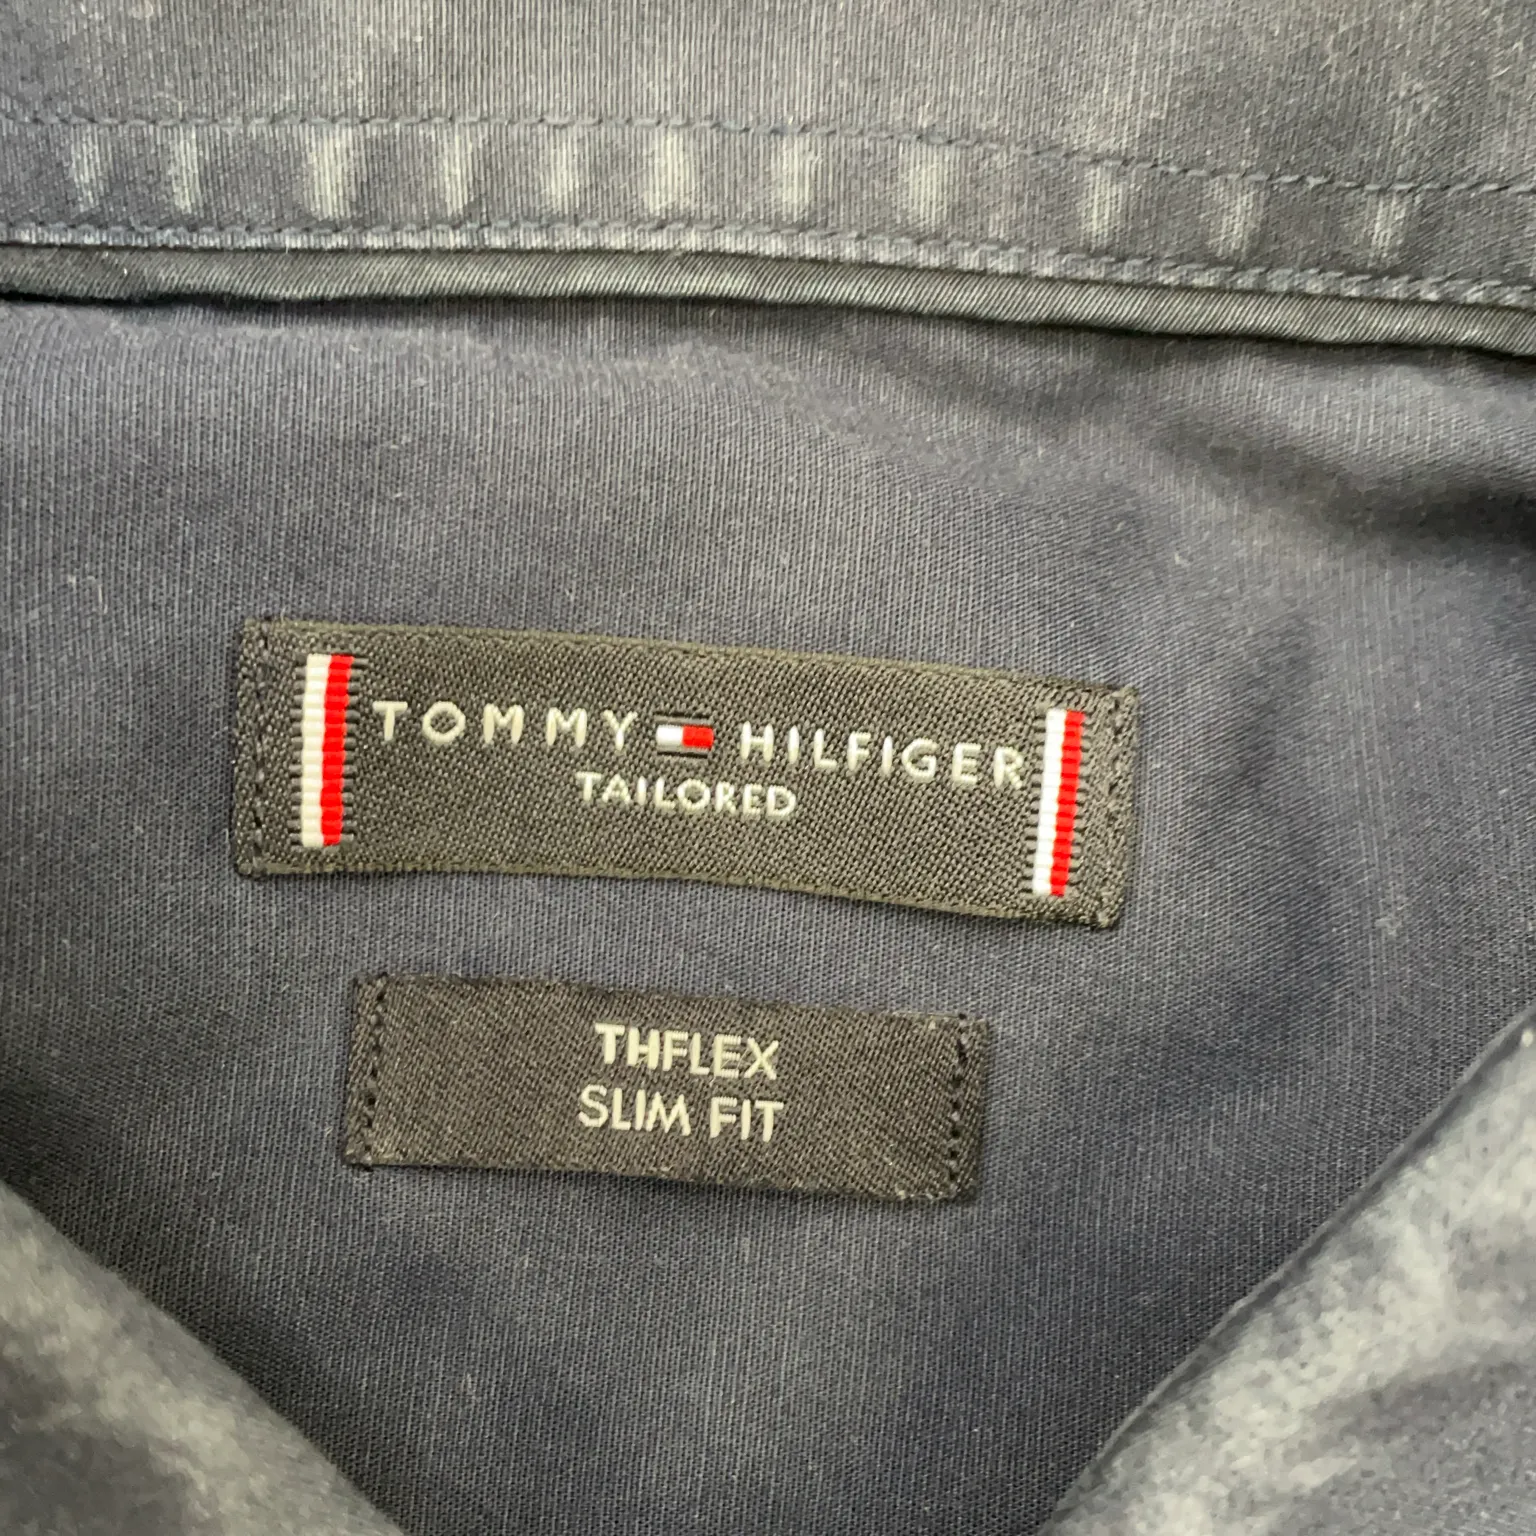 TOMMY HILFIGER
TAILORED
THFLEX
SLIM FIT